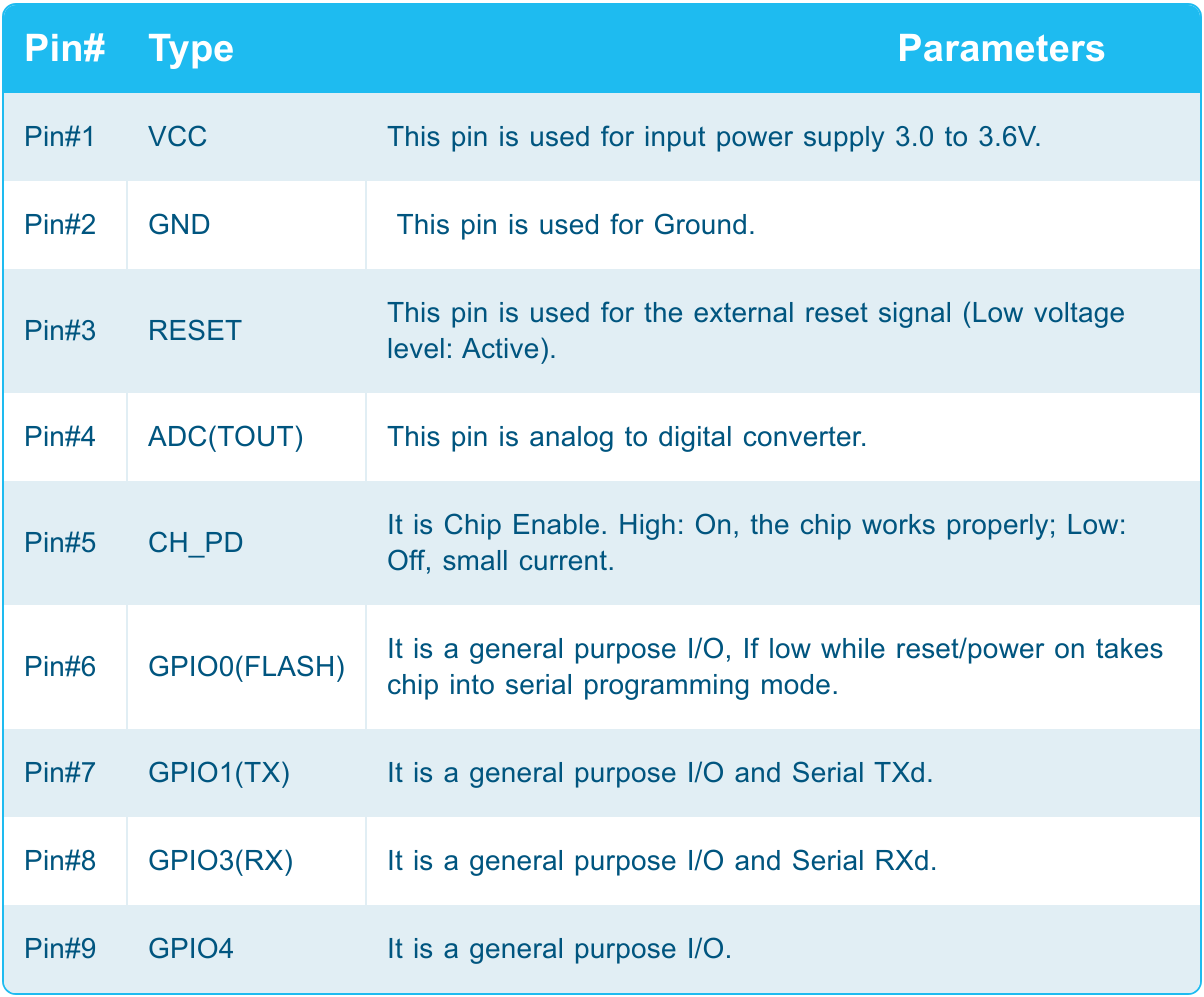 Pin# Type Parameters
Pin#1 VCC This pin is used for input power supply 3.0 to 3.6V.
Pin#2 GND This pin is used for Ground.
Pin#3 RESET This pin is used for the external reset signal (Low voltage
level: Active).
Pin#4 ADC(TOUT) This pin is analog to digital converter.
Pin#5 CH_PD It is Chip Enable. High: On, the chip works properly; Low:
Off, small current.
Pin#6 GPIO0(FLASH) It is a general purpose I/O, If low while reset/power on takes
chip into serial programming mode.
Pin#7 GPIO1(TX) It is a general purpose I/O and Serial TXd.
Pin#8 GPIO3(RX) It is a general purpose I/O and Serial RXd.
Pin#9 GPIO4 It is a general purpose I/O.